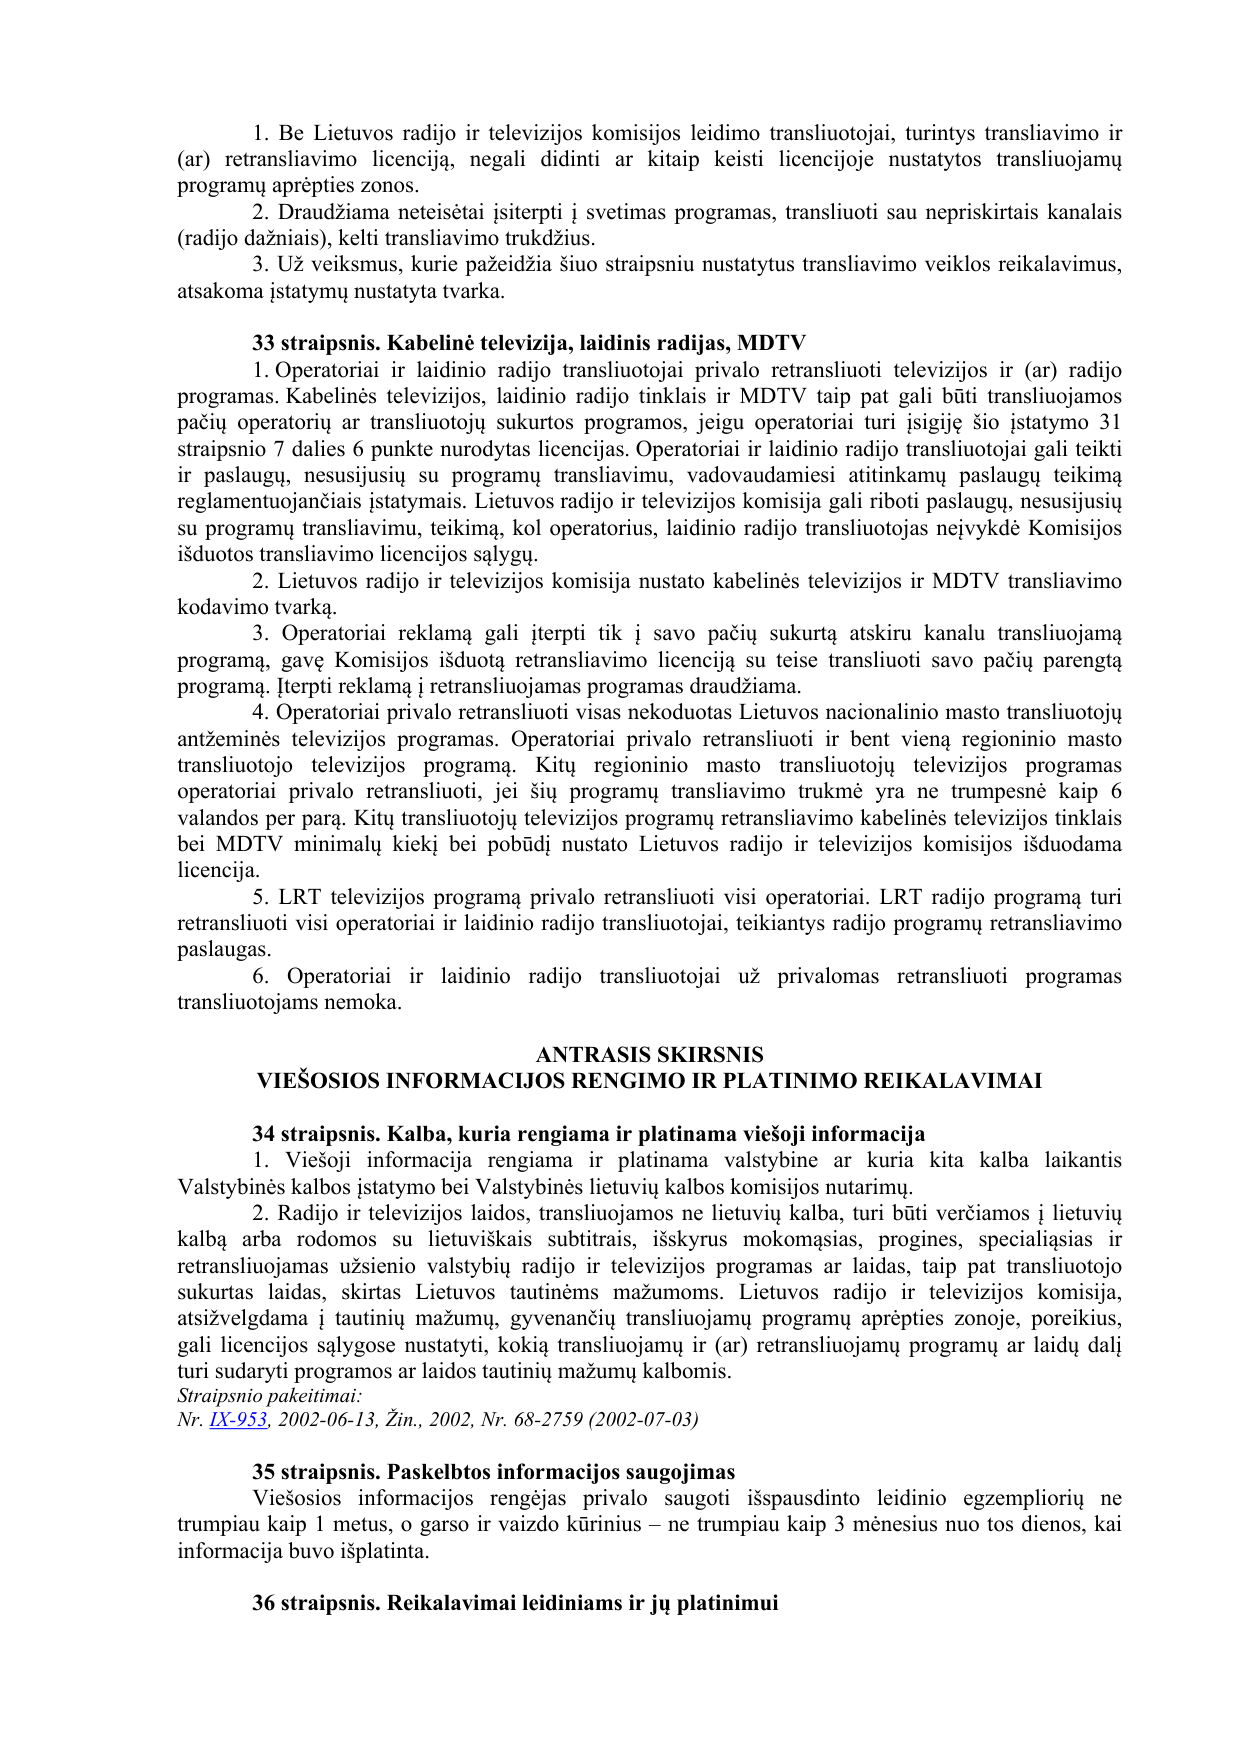 1. Be Lietuvos radijo ir televizijos komisijos leidimo transliuotojai, turintys transliavimo ir
(ar) retransliavimo licenciją, negali didinti ar kitaip keisti licencijoje nustatytos transliuojamų
programų aprėpties zonos.
2. Draudžiama neteisėtai įsiterpti į svetimas programas, transliuoti sau nepriskirtais kanalais
(radijo dažniais), kelti transliavimo trukdžius.
3. Už veiksmus, kurie pažeidžia šiuo straipsniu nustatytus transliavimo veiklos reikalavimus,
atsakoma įstatymų nustatyta tvarka.
33 straipsnis. Kabelinė televizija, laidinis radijas, MDTV
1. Operatoriai ir laidinio radijo transliuotojai privalo retransliuoti televizijos ir (ar) radijo
programas. Kabelinės televizijos, laidinio radijo tinklais ir MDTV taip pat gali būti transliuojamos
pačių operatorių ar transliuotojų sukurtos programos, jeigu operatoriai turi įsigiję šio įstatymo 31
straipsnio 7 dalies 6 punkte nurodytas licencijas. Operatoriai ir laidinio radijo transliuotojai gali teikti
ir paslaugų, nesusijusių su programų transliavimu, vadovaudamiesi atitinkamų paslaugų teikimą
reglamentuojančiais įstatymais. Lietuvos radijo ir televizijos komisija gali riboti paslaugų, nesusijusių
su programų transliavimu, teikimą, kol operatorius, laidinio radijo transliuotojas neįvykdė Komisijos
išduotos transliavimo licencijos sąlygų.
2. Lietuvos radijo ir televizijos komisija nustato kabelinės televizijos ir MDTV transliavimo
kodavimo tvarką.
3. Operatoriai reklamą gali įterpti tik į savo pačių sukurtą atskiru kanalu transliuojamą
programą, gavę Komisijos išduotą retransliavimo licenciją su teise transliuoti savo pačių parengtą
programą. Įterpti reklamą į retransliuojamas programas draudžiama.
4. Operatoriai privalo retransliuoti visas nekoduotas Lietuvos nacionalinio masto transliuotojų
antžeminės televizijos programas. Operatoriai privalo retransliuoti ir bent vieną regioninio masto
transliuotojo televizijos programą. Kitų regioninio masto transliuotojų televizijos programas
operatoriai privalo retransliuoti, jei šių programų transliavimo trukmė yra ne trumpesnė kaip 6
valandos per parą. Kitų transliuotojų televizijos programų retransliavimo kabelinės televizijos tinklais
bei MDTV minimalų kiekį bei pobūdį nustato Lietuvos radijo ir televizijos komisijos išduodama
licencija.
5. LRT televizijos programą privalo retransliuoti visi operatoriai. LRT radijo programą turi
retransliuoti visi operatoriai ir laidinio radijo transliuotojai, teikiantys radijo programų retransliavimo
paslaugas.
6. Operatoriai ir laidinio radijo transliuotojai už privalomas retransliuoti programas
transliuotojams nemoka.
ANTRASIS SKIRSNIS
VIEŠOSIOS INFORMACIJOS RENGIMO IR PLATINIMO REIKALAVIMAI
34 straipsnis. Kalba, kuria rengiama ir platinama viešoji informacija
1. Viešoji informacija rengiama ir platinama valstybine ar kuria kita kalba laikantis
Valstybinės kalbos įstatymo bei Valstybinės lietuvių kalbos komisijos nutarimų.
2. Radijo ir televizijos laidos, transliuojamos ne lietuvių kalba, turi būti verčiamos į lietuvių
kalbą arba rodomos su lietuviškais subtitrais, išskyrus mokomąsias, progines, specialiąsias ir
retransliuojamas užsienio valstybių radijo ir televizijos programas ar laidas, taip pat transliuotojo
sukurtas laidas, skirtas Lietuvos tautinėms mažumoms. Lietuvos radijo ir televizijos komisija,
atsižvelgdama į tautinių mažumų, gyvenančių transliuojamų programų aprėpties zonoje, poreikius,
gali licencijos sąlygose nustatyti, kokią transliuojamų ir (ar) retransliuojamų programų ar laidų dalį
turi sudaryti programos ar laidos tautinių mažumų kalbomis.
Straipsnio pakeitimai:
Nr. IX-953, 2002-06-13, Žin., 2002, Nr. 68-2759 (2002-07-03)
35 straipsnis. Paskelbtos informacijos saugojimas
Viešosios informacijos rengėjas privalo saugoti išspausdinto leidinio egzempliorių ne
trumpiau kaip 1 metus, o garso ir vaizdo kūrinius – ne trumpiau kaip 3 mėnesius nuo tos dienos, kai
informacija buvo išplatinta.
36 straipsnis. Reikalavimai leidiniams ir jų platinimui